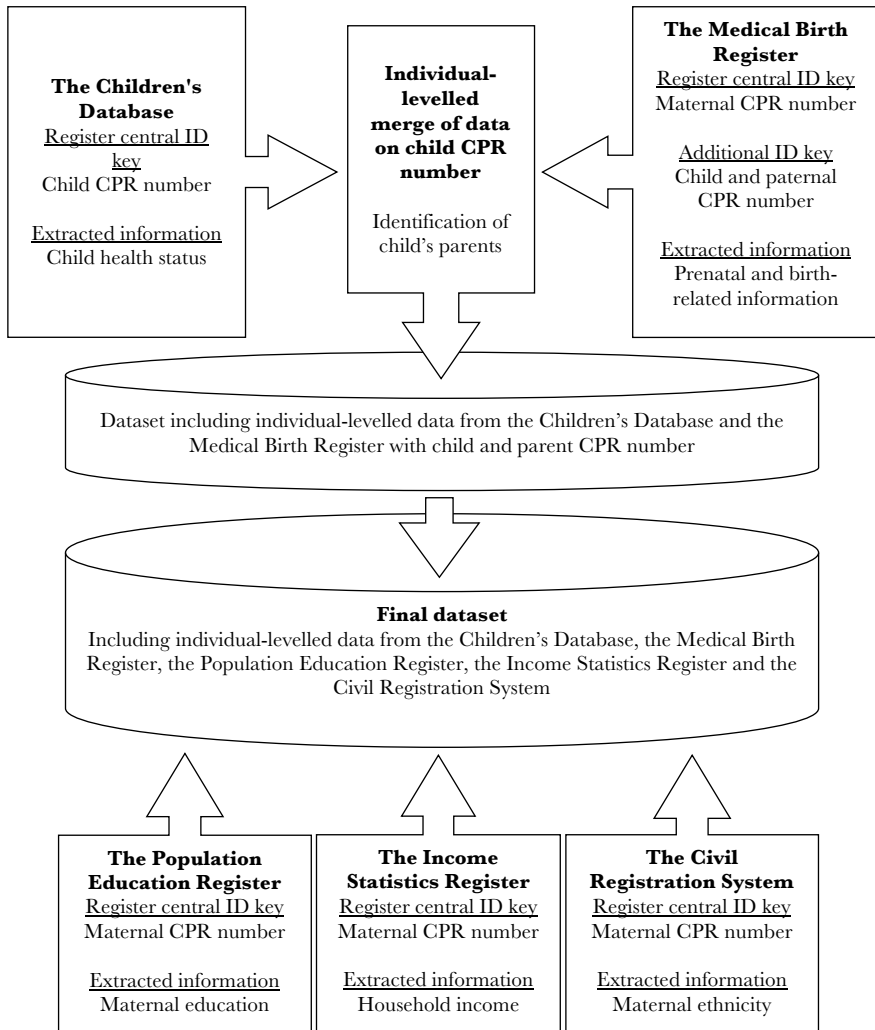 The Children's
Database
Register central ID
key
Child CPR number
Extracted information
Child health status
Individual-
levelled
merge of data
on child CPR
number
Identification of
child's parents
The Medical Birth
Register
Register central ID key
Maternal CPR number
Additional ID key
Child and paternal
CPR number
Extracted information
Prenatal and birth-
related information
Dataset including individual-levelled data from the Children's Database and the
Medical Birth Register with child and parent CPR number
Final dataset
Including individual-levelled data from the Children's Database, the Medical Birth
Register, the Population Education Register, the Income Statistics Register and the
Civil Registration System
The Population
Education Register
Register central ID key
Maternal CPR number
Extracted information
Maternal education
The Income
Statistics Register
Register central ID key
Maternal CPR number
Extracted information
Household income
The Civil
Registration System
Register central ID key
Maternal CPR number
Extracted information
Maternal ethnicity